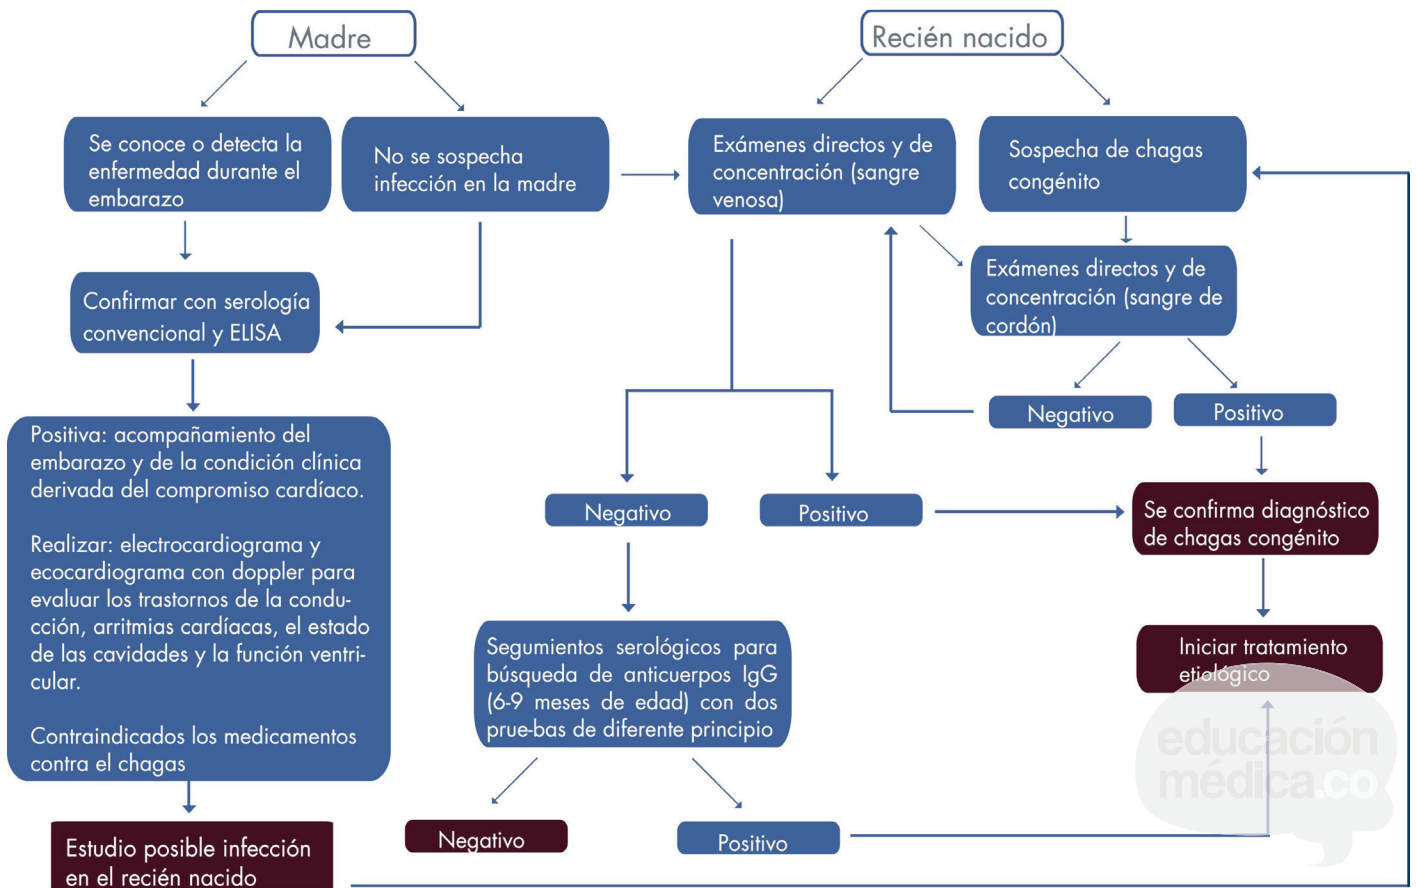 Madre
Recién nacido
Se conoce o detecta la
enfermedad durante el
embarazo
No se sospecha
infección en la madre
Exámenes directos y de
concentración (sangre
venosa)
Sospecha de chagas
congénito
Confirmar con serología
convencional y ELISA
Exámenes directos y de
concentración (sangre de
cordón)
Negativo
Positivo
Positiva: acompañamiento del
embarazo y de la condición clínica
derivada del compromiso cardíaco.
Realizar: electrocardiograma y
ecocardiograma con doppler para
evaluar los trastornos de la condu-
cción, arritmias cardíacas, el estado
de las cavidades y la función ventri-
cular.
Contraindicados los medicamentos
contra el chagas
Negativo
Positivo
Se confirma diagnóstico
de chagas congénito
Segumientos serológicos para
búsqueda de anticuerpos IgG
(6-9 meses de edad) con dos
prue-bas de diferente principio
Iniciar tratamiento
etiológico
educación
médica.co
Negativo
Positivo
Estudio posible infección
en el recién nacido